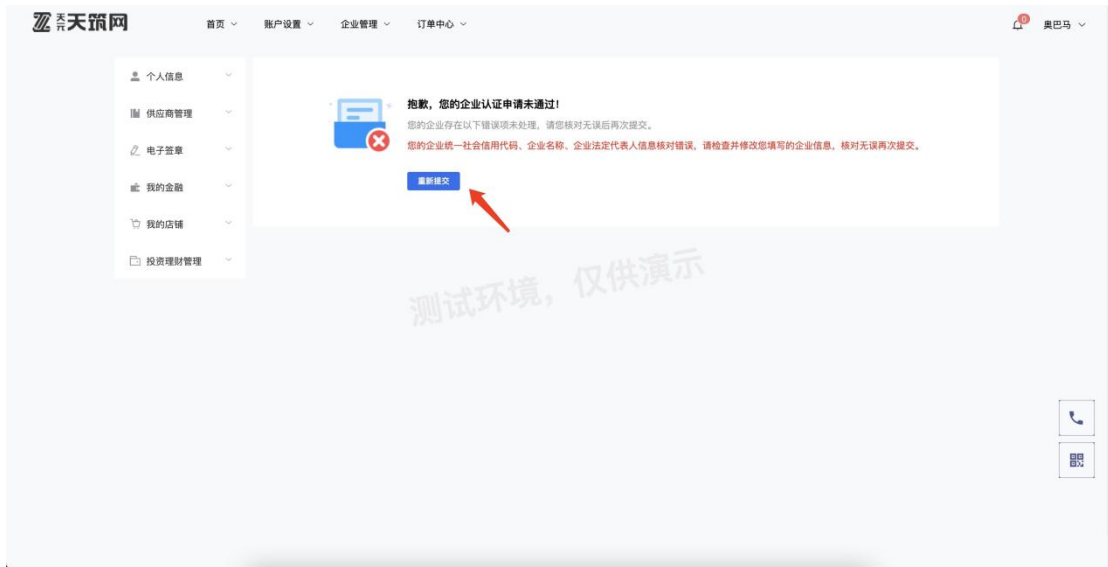 天元 天筑网
首页 账户设置 企业管理 订单中心 0 奥巴马
个人信息
供应商管理
电子签章
我的金融
我的店铺
投资理财管理
抱歉，您的企业认证申请未通过！
您的企业存在以下错误项未处理，请您核对无误后再次提交。
您的企业统一社会信用代码、企业名称、企业法定代表人信息核对错误，请检查并修改您填写的企业信息，核对无误再次提交。
重新提交
测试环境，仅供演示